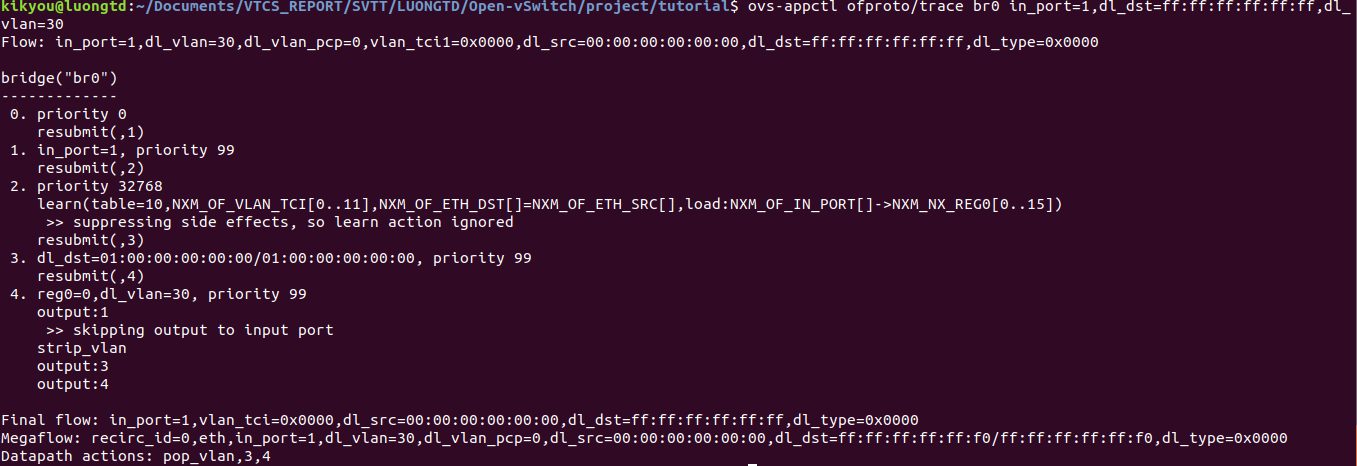 kikyou@luongtd:~/Documents/VTCS_REPORT/SVTT/LUONGTD/Open-vSwitch/project/tutorial$ ovs-appctl ofproto/trace br0 in_port=1,dl_dst=ff:ff:ff:ff:ff:ff,dl_
vlan=30
Flow: in_port=1,dl_vlan=30,dl_vlan_pcp=0,vlan_tci1=0x0000,dl_src=00:00:00:00:00:00,dl_dst=ff:ff:ff:ff:ff:ff,dl_type=0x0000
bridge("br0")
-------------
0. priority 0
resubmit(,1)
1. in_port=1, priority 99
resubmit(,2)
2. priority 32768
learn(table=10,NXM_OF_VLAN_TCI[0..11],NXM_OF_ETH_DST[]=NXM_OF_ETH_SRC[],load:NXM_OF_IN_PORT[]->NXM_NX_REG0[0..15])
>> suppressing side effects, so learn action ignored
resubmit(,3)
3. dl_dst=01:00:00:00:00:00/01:00:00:00:00:00, priority 99
resubmit(,4)
4. reg0=0,dl_vlan=30, priority 99
output:1
>> skipping output to input port
strip_vlan
output:3
output:4
Final flow: in_port=1,vlan_tci=0x0000,dl_src=00:00:00:00:00:00,dl_dst=ff:ff:ff:ff:ff:ff,dl_type=0x0000
Megaflow: recirc_id=0,eth,in_port=1,dl_vlan=30,dl_vlan_pcp=0,dl_src=00:00:00:00:00:00,dl_dst=ff:ff:ff:ff:ff:f0/ff:ff:ff:ff:ff:f0,dl_type=0x0000
Datapath actions: pop_vlan,3,4